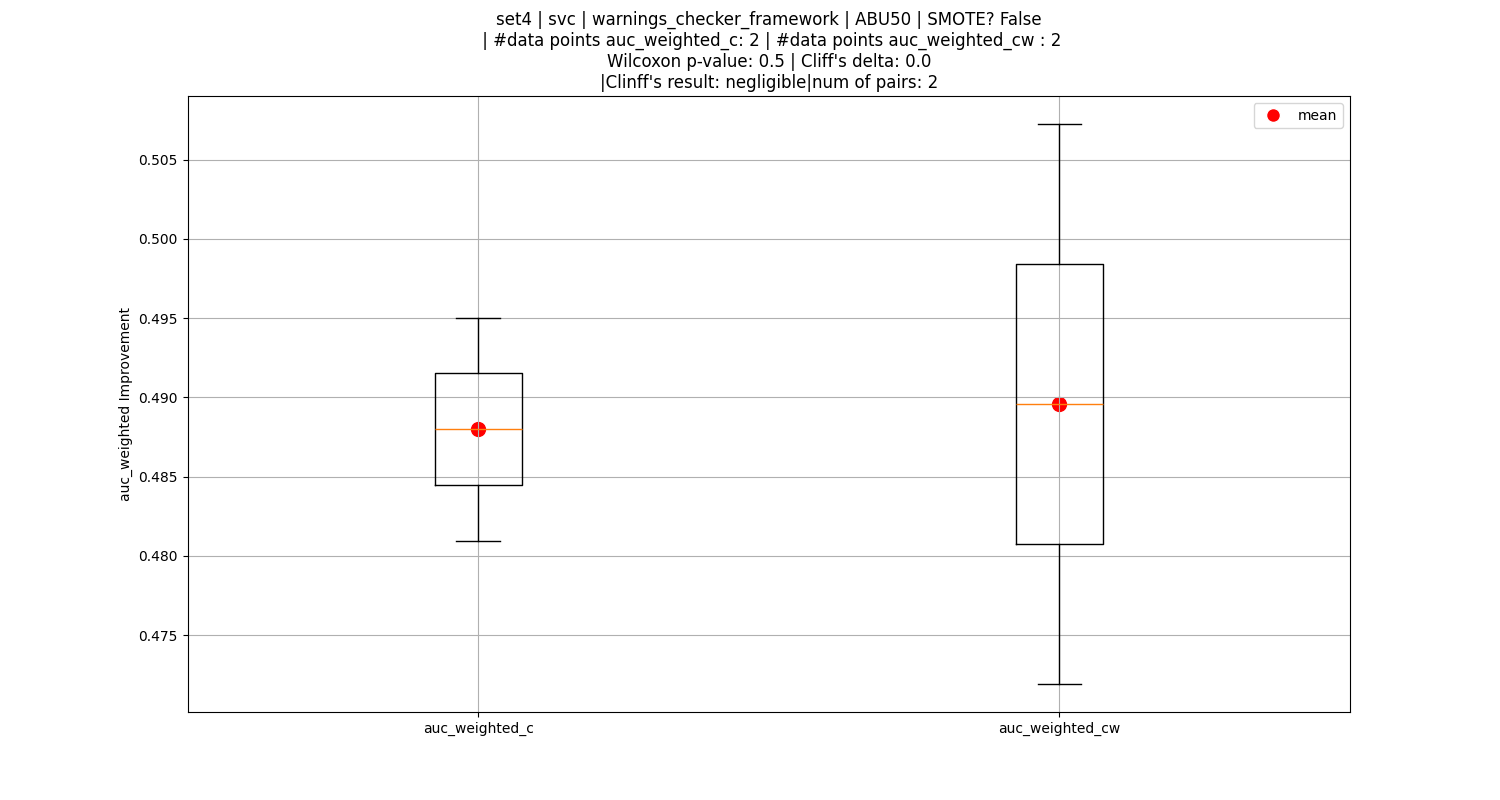 set4 | svc | warnings_checker_framework | ABU50 | SMOTE? False
| #data points auc_weighted_c: 2 | #data points auc_weighted_cw : 2
Wilcoxon p-value: 0.5 | Cliff's delta: 0.0
|Clinff's result: negligible|num of pairs: 2
mean
0.505
0.500
0.495
0.490
0.485
0.480
0.475
auc_weighted Improvement
auc_weighted_c
auc_weighted_cw